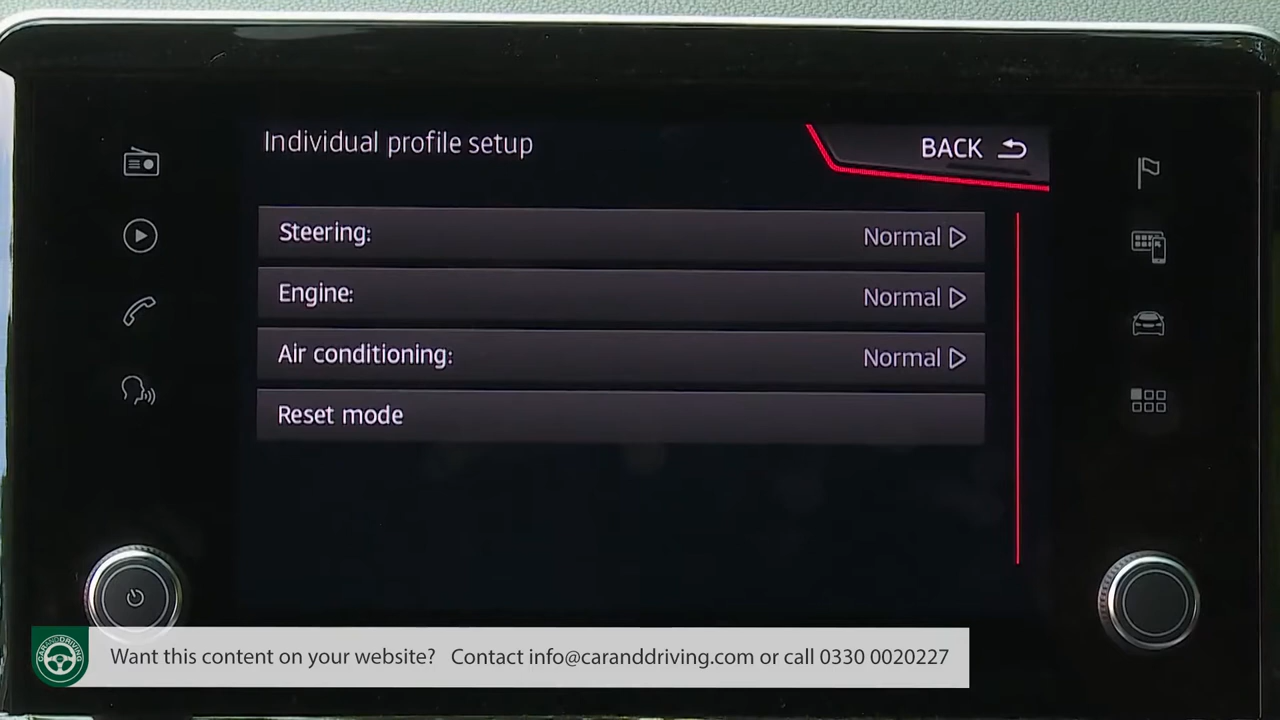 Individual profile setup
BACK
Steering: Normal
Engine: Normal
Air conditioning: Normal
Reset mode
CARANDDRIVING
Want this content on your website? Contact info@caranddriving.com or call 0330 0020227